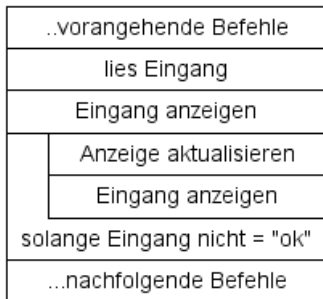 ..vorangehende Befehle
lies Eingang
Eingang anzeigen
Anzeige aktualisieren
Eingang anzeigen
solange Eingang nicht = "ok"
...nachfolgende Befehle